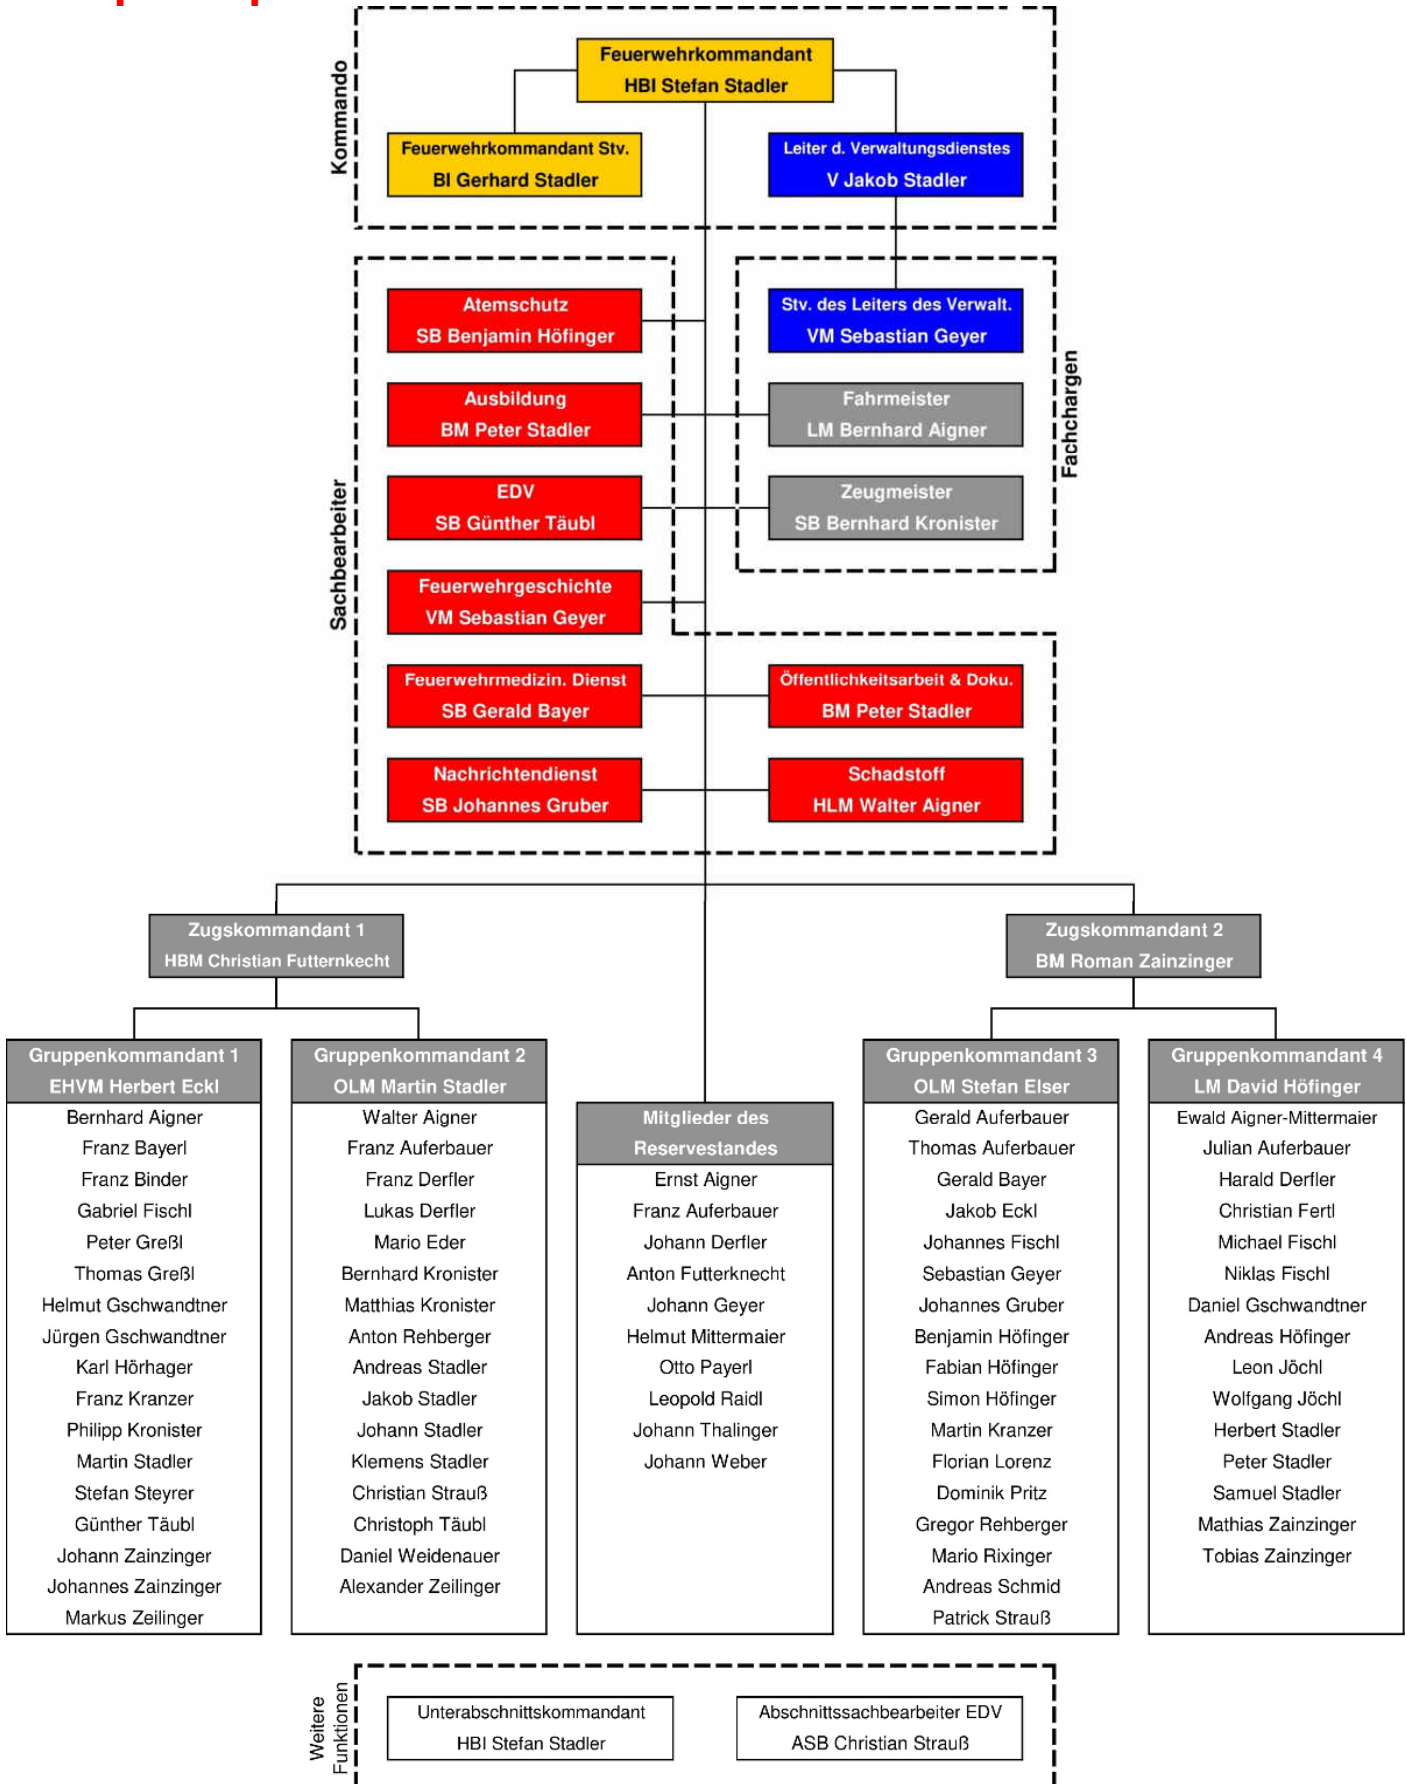 Kommando
Feuerwehrkommandant
HBI Stefan Stadler
Feuerwehrkommandant Stv.
BI Gerhard Stadler
Leiter d. Verwaltungsdienstes
V Jakob Stadler
Sachbearbeiter
Atemschutz
SB Benjamin Höfinger
Ausbildung
BM Peter Stadler
EDV
SB Günther Täubl
Feuerwehrgeschichte
VM Sebastian Geyer
Feuerwehrmedizin. Dienst
SB Gerald Bayer
Nachrichtendienst
SB Johannes Gruber
Öffentlichkeitsarbeit & Doku.
BM Peter Stadler
Schadstoff
HLM Walter Aigner
Fachchargen
Stv. des Leiters des Verwalt.
VM Sebastian Geyer
Fahrmeister
LM Bernhard Aigner
Zeugmeister
SB Bernhard Kronister
Zugskommandant 1
HBM Christian Futternkecht
Zugskommandant 2
BM Roman Zainzinger
Gruppenkommandant 1
EHVM Herbert Eckl
Bernhard Aigner
Franz Bayerl
Franz Binder
Gabriel Fischl
Peter Greßl
Thomas Greßl
Helmut Gschwandtner
Jürgen Gschwandtner
Karl Hörhager
Franz Kranzer
Philipp Kronister
Martin Stadler
Stefan Steyrer
Günther Täubl
Johann Zainzinger
Johannes Zainzinger
Markus Zeilinger
Gruppenkommandant 2
OLM Martin Stadler
Walter Aigner
Franz Auferbauer
Franz Derfler
Lukas Derfler
Mario Eder
Bernhard Kronister
Matthias Kronister
Anton Rehberger
Andreas Stadler
Jakob Stadler
Johann Stadler
Klemens Stadler
Christian Strauß
Christoph Täubl
Daniel Weidenauer
Alexander Zeilinger
Mitglieder des
Reservestandes
Ernst Aigner
Franz Auferbauer
Johann Derfler
Anton Futterknecht
Johann Geyer
Helmut Mittermaier
Otto Payerl
Leopold Raidl
Johann Thalinger
Johann Weber
Gruppenkommandant 3
OLM Stefan Elser
Gerald Auferbauer
Thomas Auferbauer
Gerald Bayer
Jakob Eckl
Johannes Fischl
Sebastian Geyer
Johannes Gruber
Benjamin Höfinger
Fabian Höfinger
Simon Höfinger
Martin Kranzer
Florian Lorenz
Dominik Pritz
Gregor Rehberger
Mario Rixinger
Andreas Schmid
Patrick Strauß
Gruppenkommandant 4
LM David Höfinger
Ewald Aigner-Mittermaier
Julian Auferbauer
Harald Derfler
Christian Fertl
Michael Fischl
Niklas Fischl
Daniel Gschwandtner
Andreas Höfinger
Leon Jöchl
Wolfgang Jöchl
Herbert Stadler
Peter Stadler
Samuel Stadler
Mathias Zainzinger
Tobias Zainzinger
Weitere
Funktionen
Unterabschnittskommandant
HBI Stefan Stadler
Abschnittssachbearbeiter EDV
ASB Christian Strauß